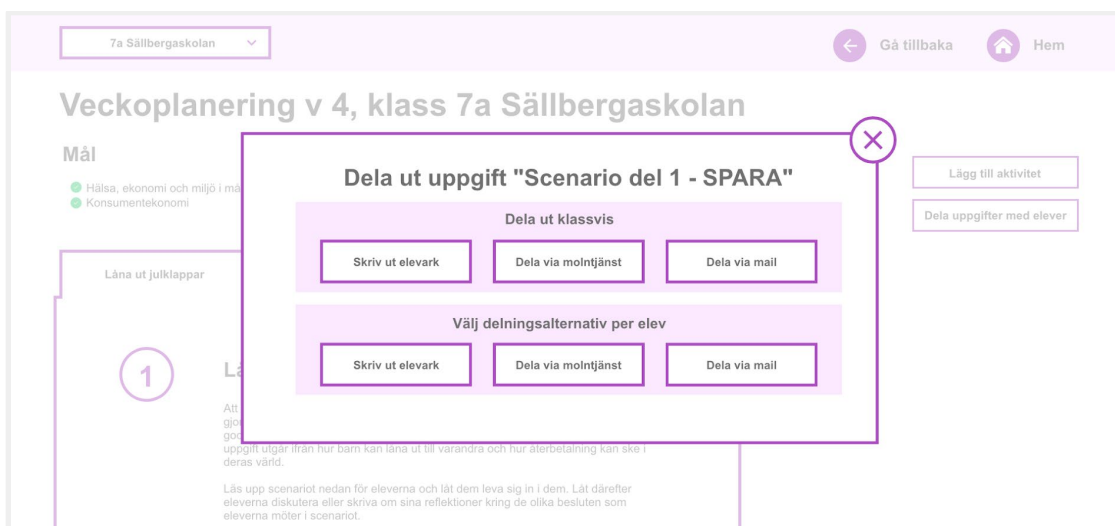 7a Sällbergaskolan
Gå tillbaka
Hem
Veckoplanering v 4, klass 7a Sällbergaskolan
Mål
Hälsa, ekonomi och miljö i
Konsumentekonomi
Lägg till aktivitet
Dela uppgifter med elever
Dela ut uppgift "Scenario del 1 - SPARA"
Dela ut klassvis
Skriv ut elevark
Dela via molntjänst
Dela via mail
Välj delningsalternativ per elev
Skriv ut elevark
Dela via molntjänst
Dela via mail
Låna ut julklappar
1
Att
uppgift utgår ifrån hur barn kan låna ut till varandra och hur återbetalning kan ske i
deras värld.
Läs upp scenariot nedan för eleverna och låt dem leva sig in i dem. Låt därefter
eleverna diskutera eller skriva om sina reflektioner kring de olika besluten som
eleverna möter i scenariot.